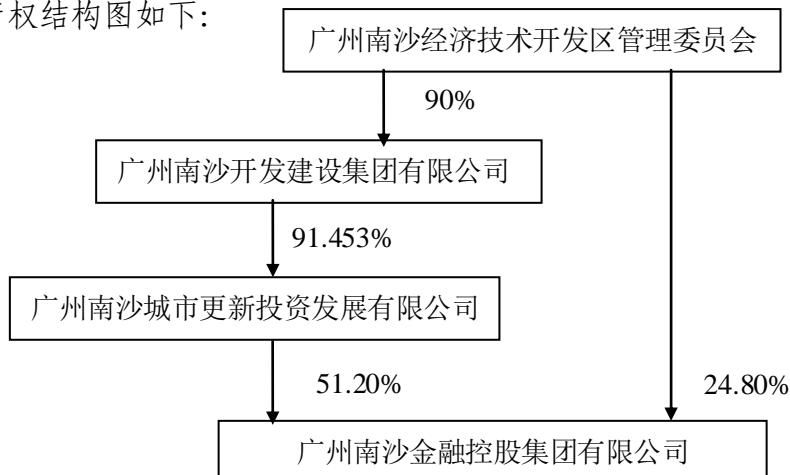 权结构图如下：
广州南沙经济技术开发区管理委员会
90%
广州南沙开发建设集团有限公司
91.453%
广州南沙城市更新投资发展有限公司
51.20%
24.80%
广州南沙金融控股集团有限公司